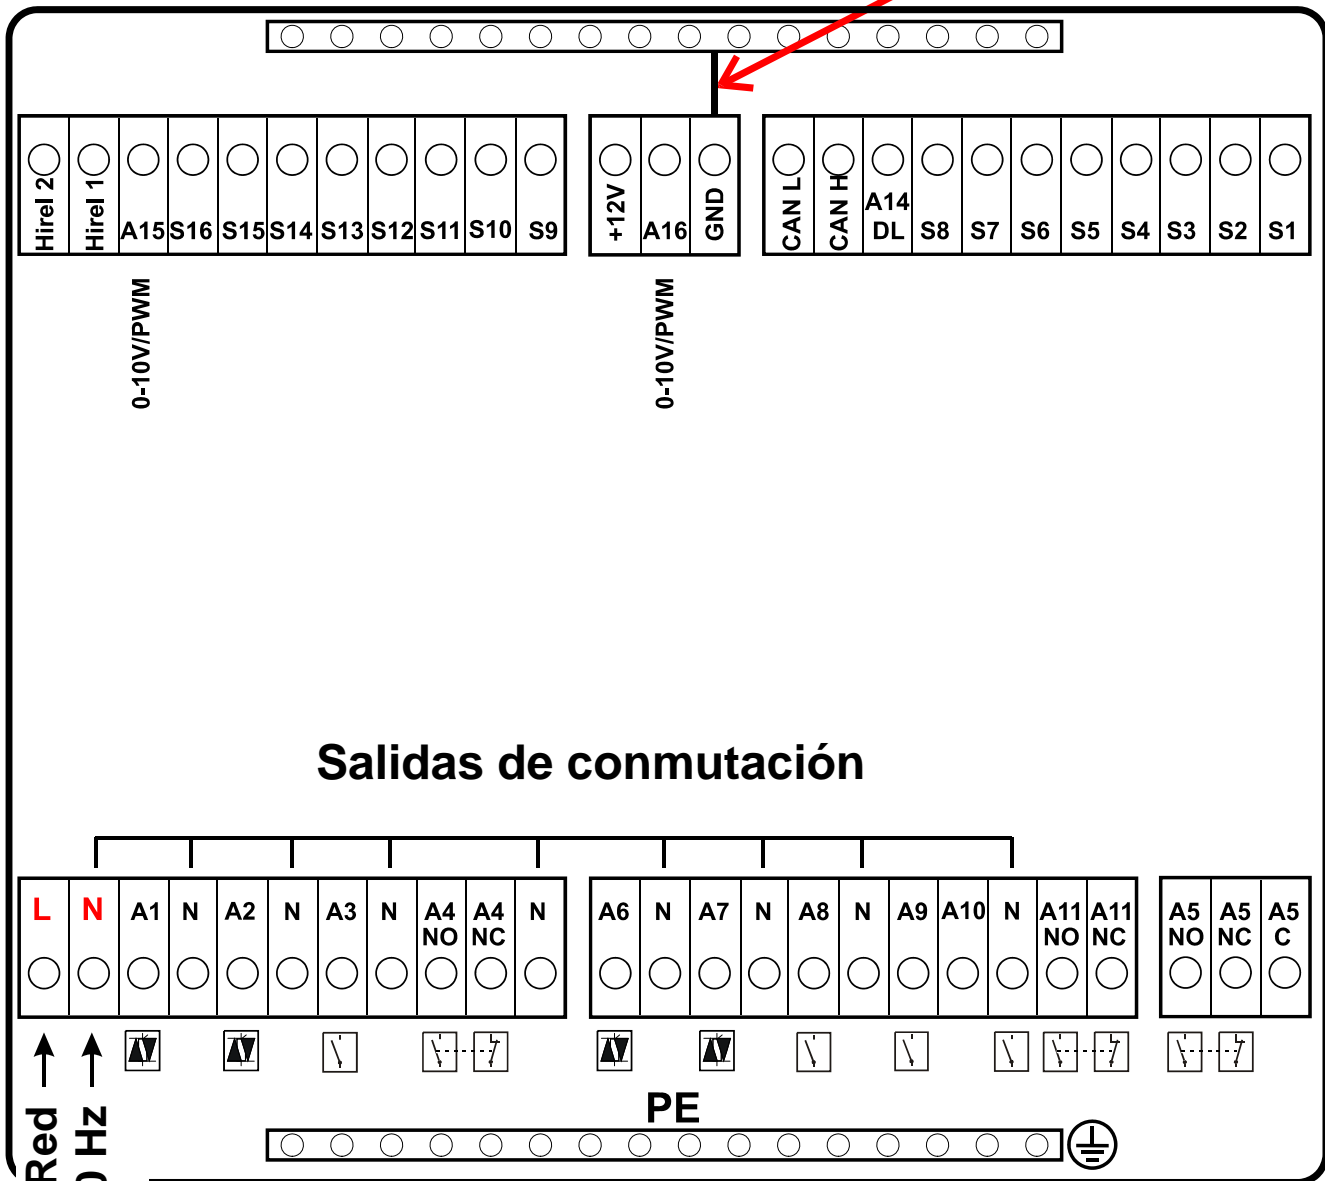 Hirel 2 Hirel 1 A15 S16 S15 S14 S13 S12 S11 S10 S9
+12V A16 GND
CAN L CAN H A14 DL S8 S7 S6 S5 S4 S3 S2 S1
0-10V/PWM
0-10V/PWM
Salidas de conmutación
L N A1 N A2 N A3 N A4 NO A4 NC N
A6 N A7 N A8 N A9 A10 N A11 NO A11 NC
A5 NO A5 NC A5 C
PE
Red
Hz